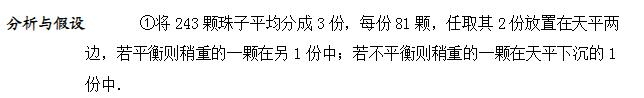 分析与假设 ①将 243 颗珠子平均分成 3 份，每份 81 颗，任取其 2 份放置在天平两
边，若平衡则稍重的一颗在另 1 份中；若不平衡则稍重的一颗在天平下沉的 1
份中．